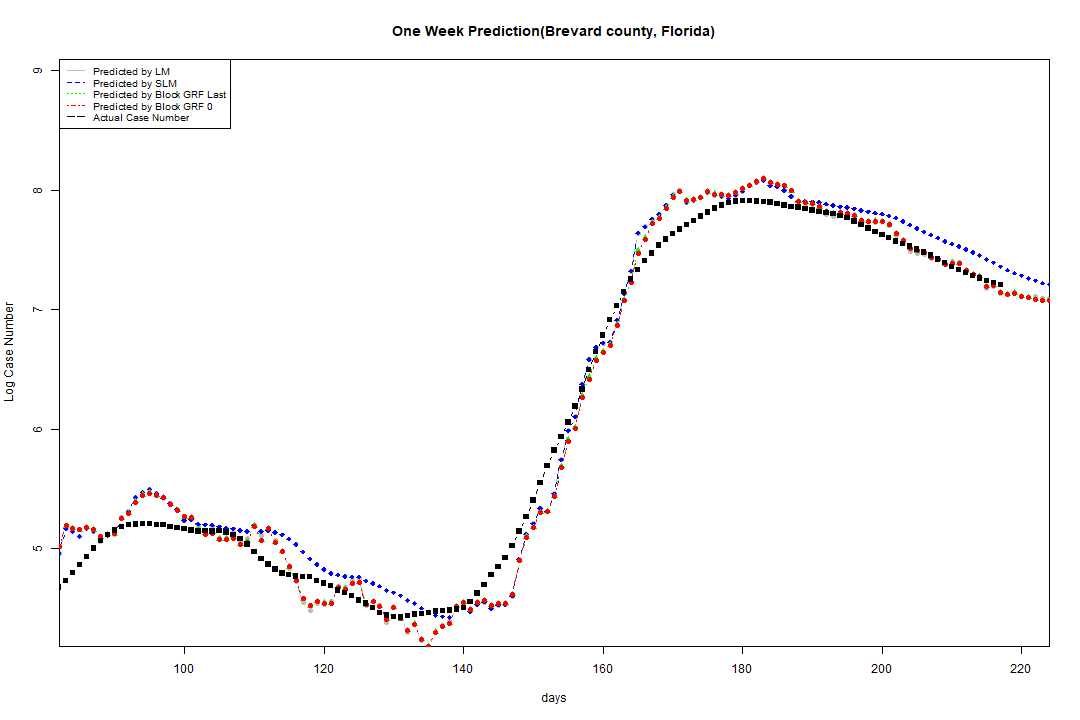 One Week Prediction(Brevard county, Florida)
Predicted by LM
Predicted by SLM
Predicted by Block GRF Last
Predicted by Block GRF 0
Actual Case Number
9
8
7
6
5
Log Case Number
100 120 140 160 180 200 220
days